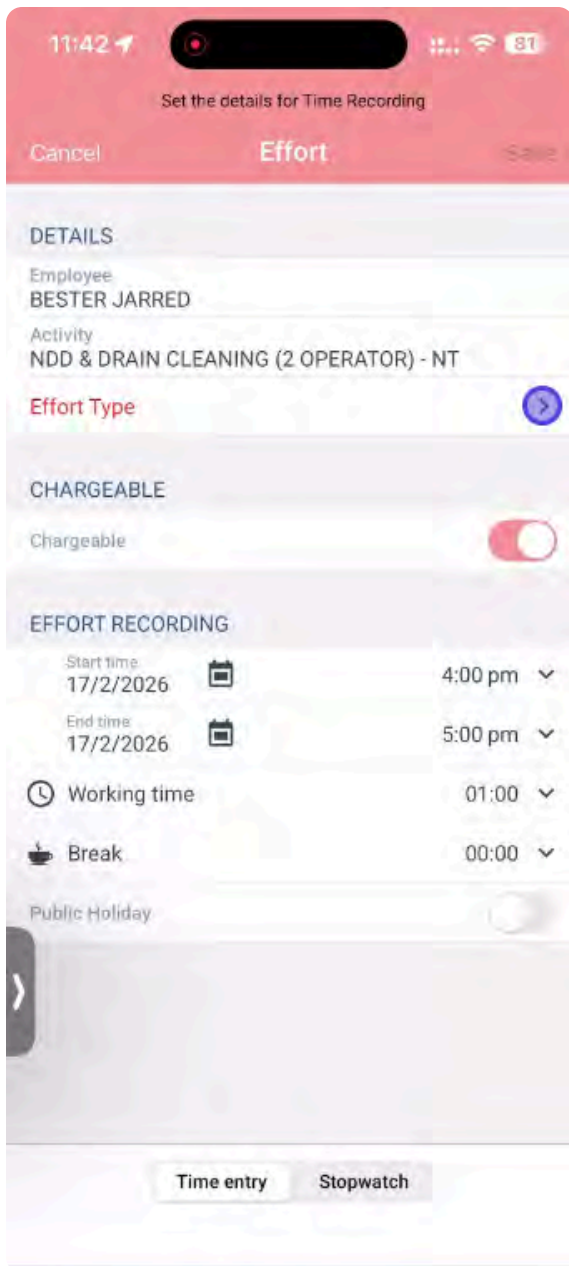 11:42
81
Set the details for Time Recording
Cancel Effort Save
DETAILS
Employee
BESTER JARRED
Activity
NDD & DRAIN CLEANING (2 OPERATOR) - NT
Effort Type
CHARGEABLE
Chargeable
EFFORT RECORDING
Start time
17/2/2026 4:00 pm
End time
17/2/2026 5:00 pm
Working time 01:00
Break 00:00
Public Holiday
Time entry Stopwatch